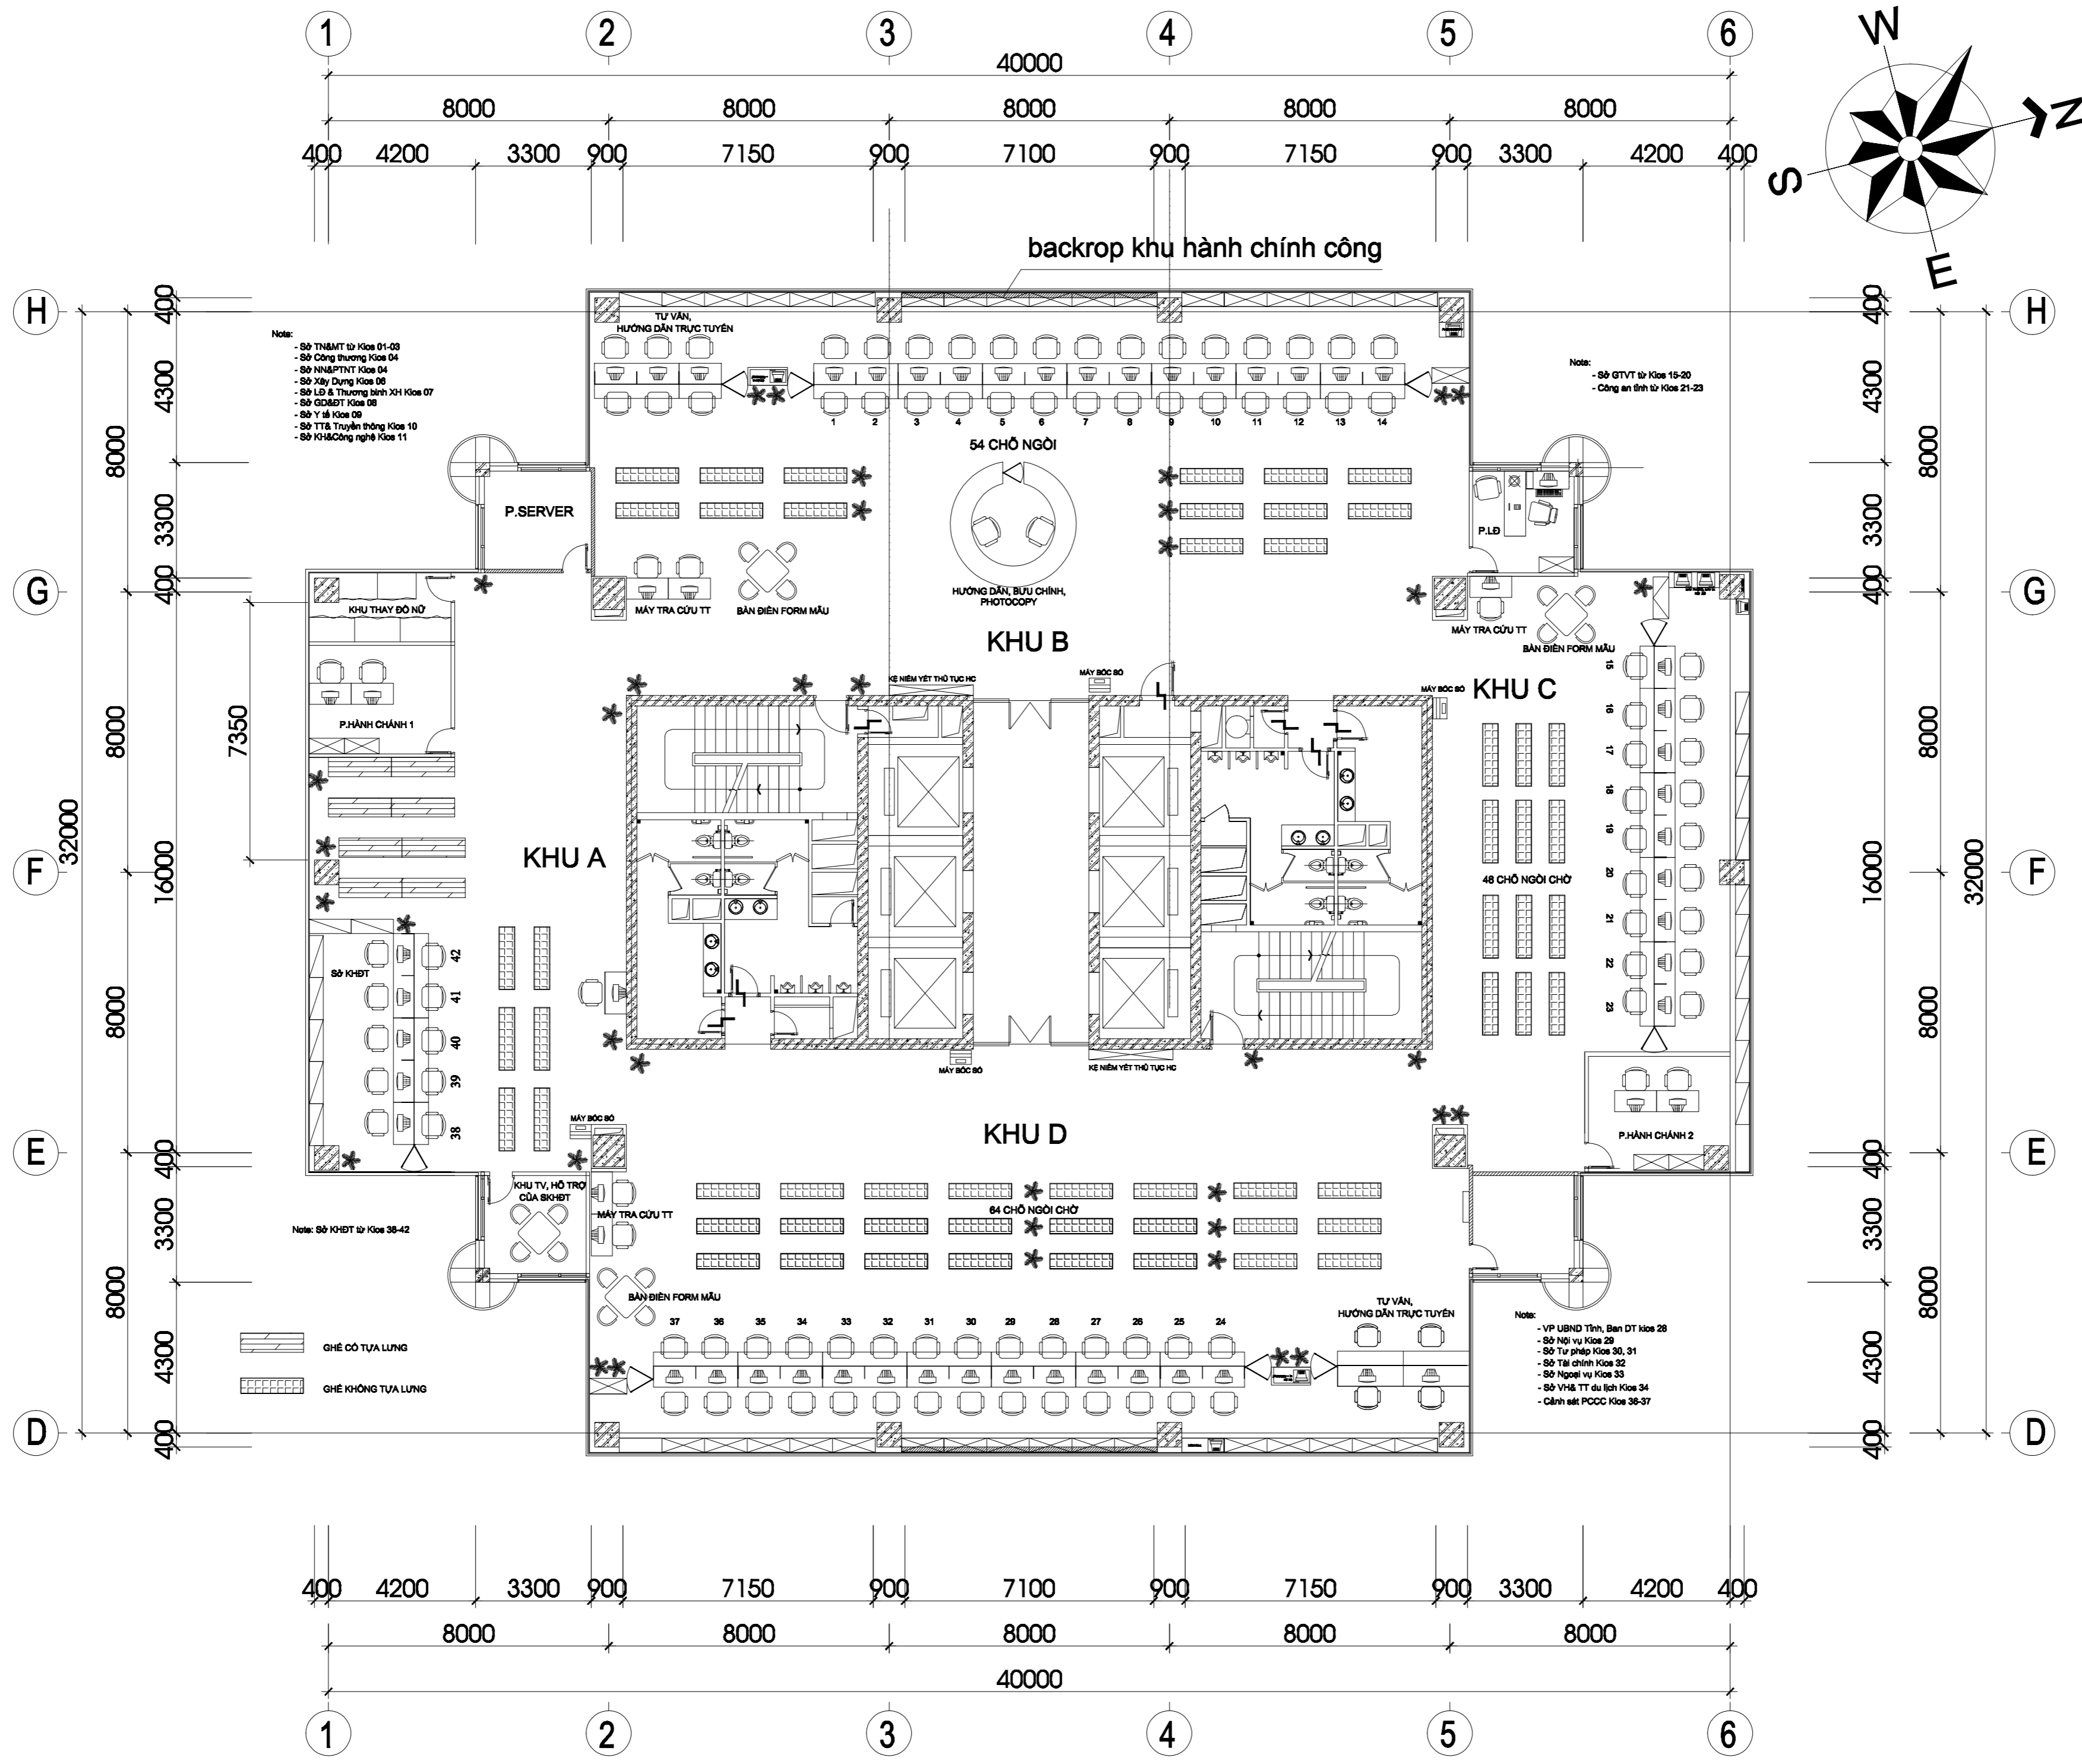 1 2 3 4 5 6
40000
8000 8000 8000 8000 8000
400 4200 3300 900 7150 900 7100 900 7150 900 3300 4200 400
W
N
S
E
backrop khu hành chính công
H
H
400
4300
3300
400
8000
400
4300
3300
400
8000
Note:
- Sở TN&MT từ Kios 01-03
- Sở Công thương Kios 04
- Sở NN&PTNT Kios 04
- Sở Xây Dựng Kios 06
- Sở LĐ & Thương binh XH Kios 07
- Sở GD&ĐT Kios 08
- Sở Y tế Kios 09
- Sở TT& Truyền thông Kios 10
- Sở KH&Công nghệ Kios 11
TƯ VẤN,
HƯỚNG DẪN TRỰC TUYẾN
Note:
- Sở GTVT từ Kios 15-20
- Công an tỉnh từ Kios 21-23
1 2 3 4 5 6 7 8 9 10 11 12 13 14
54 CHỖ NGỒI
P.SERVER
P.LĐ
G
G
KHU THAY ĐỒ NỮ
MÁY TRA CỨU TT
BÀN ĐIỀN FORM MẪU
HƯỚNG DẪN, BƯU CHÍNH,
PHOTOCOPY
MÁY TRA CỨU TT
BÀN ĐIỀN FORM MẪU
KHU B
KỆ NIÊM YẾT THỦ TỤC HC
MÁY BỐC SỐ
MÁY BỐC SỐ
KHU C
P.HÀNH CHÁNH 1
7350
8000
8000
32000
16000
16000
32000
15
16
17
18
19
20
21
22
23
F
F
KHU A
48 CHỖ NGỒI CHỜ
Sở KHĐT
42
41
40
39
38
8000
8000
MÁY BỐC SỐ
KỆ NIÊM YẾT THỦ TỤC HC
MÁY BỐC SỐ
KHU D
P.HÀNH CHÁNH 2
E
E
400
3300
4300
400
8000
400
3300
4300
400
8000
KHU TV, HỖ TRỢ
CỦA SKHĐT
MÁY TRA CỨU TT
64 CHỖ NGỒI CHỜ
Note: Sở KHĐT từ Kios 38-42
BÀN ĐIỀN FORM MẪU
TƯ VẤN,
HƯỚNG DẪN TRỰC TUYẾN
37 36 35 34 33 32 31 30 29 28 27 26 25 24
Note:
- VP UBND Tỉnh, Ban DT kios 28
- Sở Nội vụ Kios 29
- Sở Tư pháp Kios 30, 31
- Sở Tài chính Kios 32
- Sở Ngoại vụ Kios 33
- Sở VH& TT du lịch Kios 34
- Cảnh sát PCCC Kios 36-37
GHẾ CÓ TỰA LƯNG
GHẾ KHÔNG TỰA LƯNG
D
D
400 4200 3300 900 7150 900 7100 900 7150 900 3300 4200 400
8000 8000 8000 8000 8000
40000
1 2 3 4 5 6